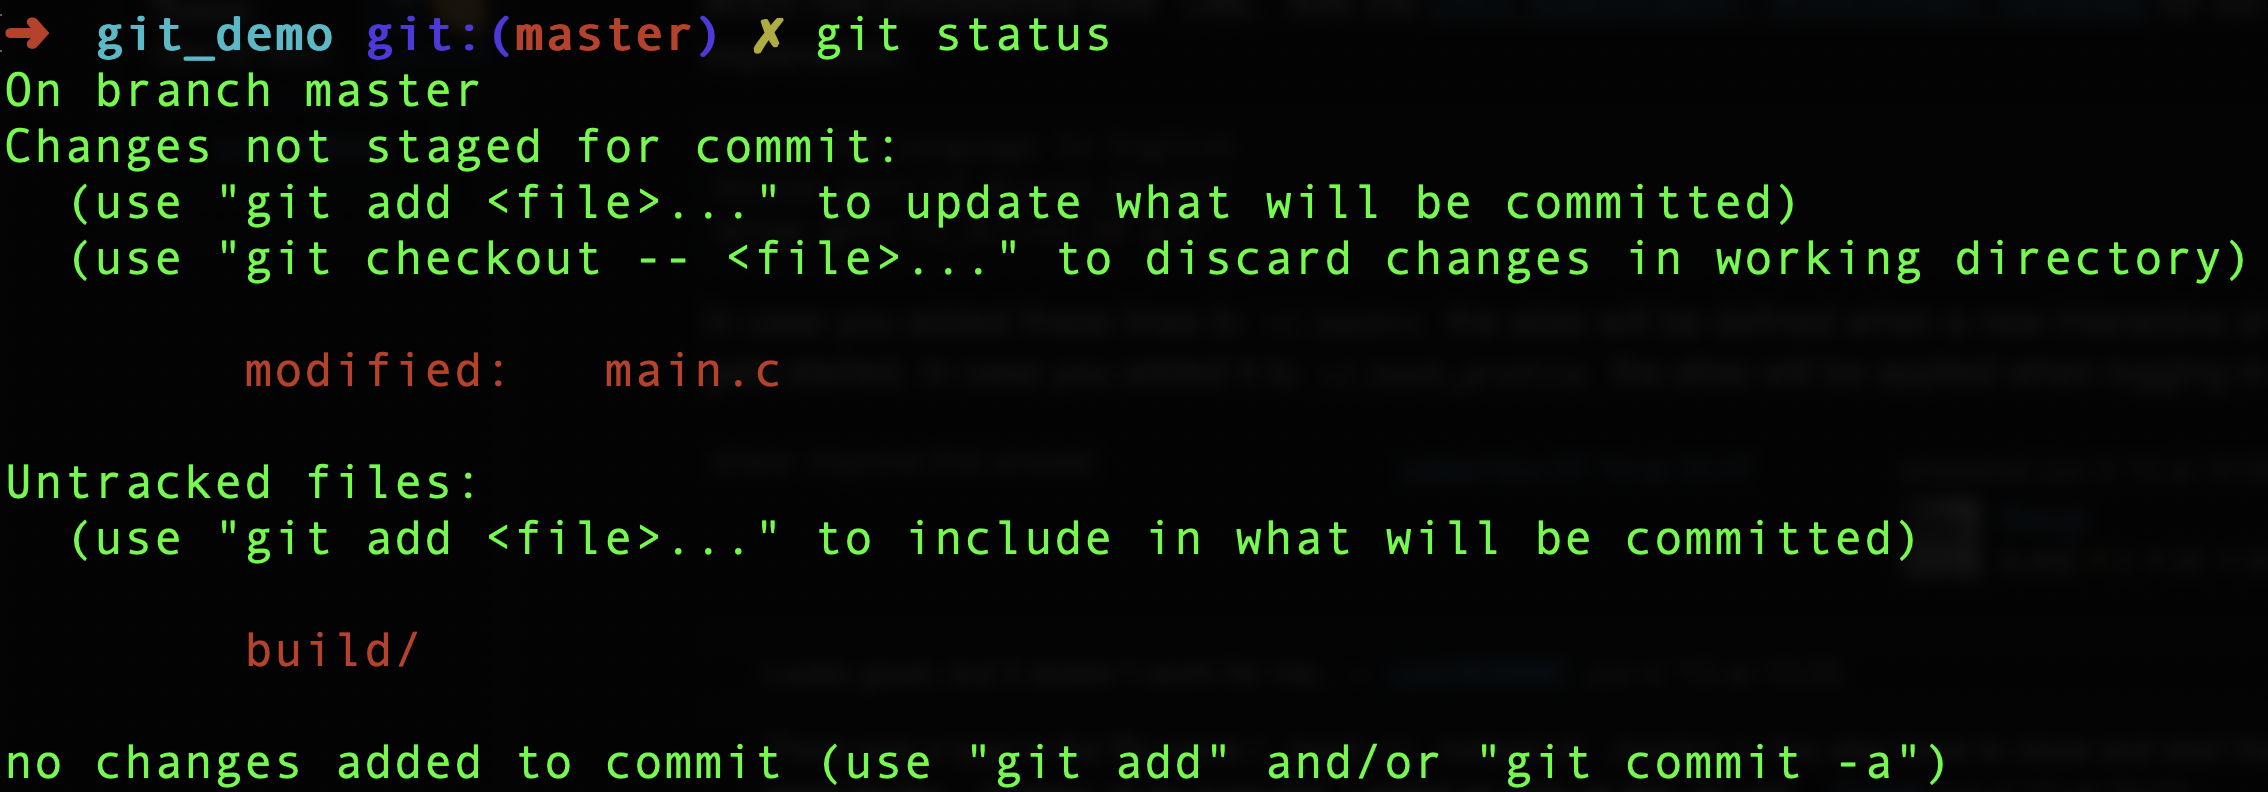 ➜ git_demo git:(master) ✗ git status
On branch master
Changes not staged for commit:
  (use "git add <file>..." to update what will be committed)
  (use "git checkout -- <file>..." to discard changes in working directory)
        modified:   main.c
Untracked files:
  (use "git add <file>..." to include in what will be committed)
        build/
no changes added to commit (use "git add" and/or "git commit -a")